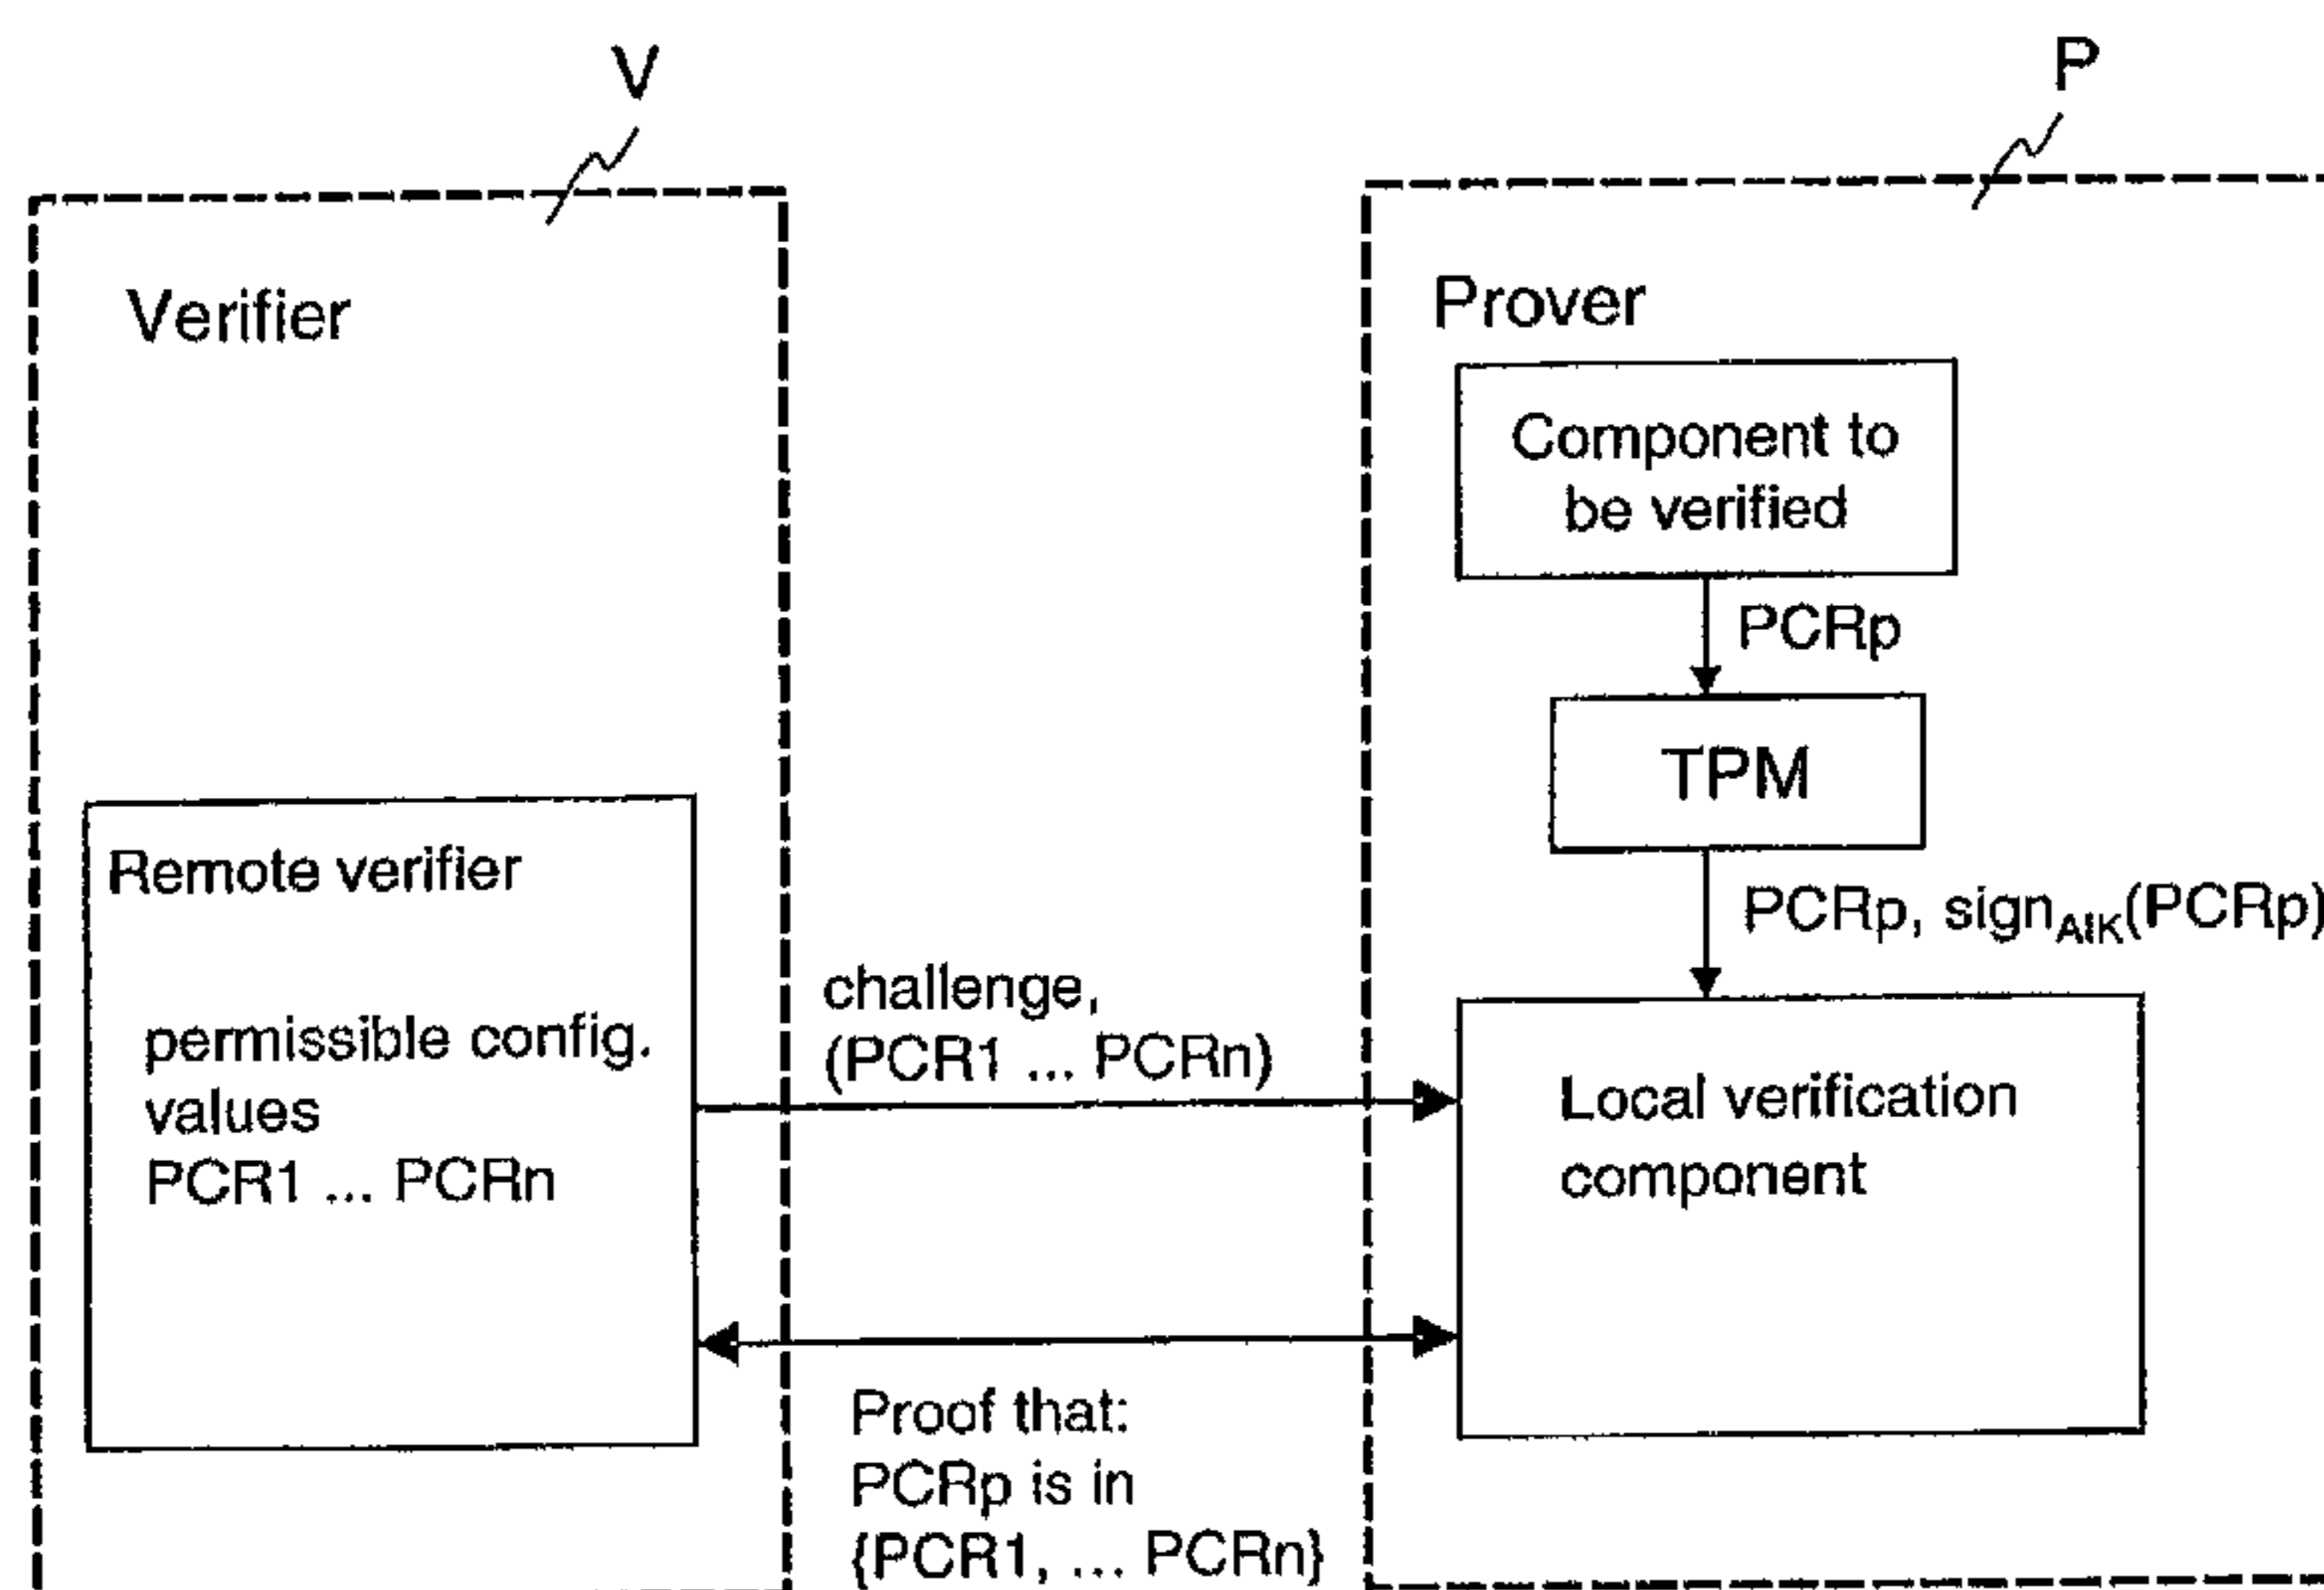 V
P
Verifier
Prover
Component to
be verified
PCRp
TPM
PCRp, signAIK(PCRp)
Remote verifier
permissible config.
values
PCR1 ... PCRn
challenge,
(PCR1 ... PCRn)
Local verification
component
Proof that:
PCRp is in
{PCR1, ... PCRn}